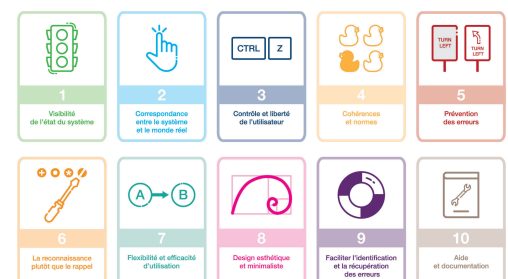 CTRL Z
TURN
LEFT
TURN
LEFT
1
Visibilité
de l'état du système
2
Correspondance
entre le système
et le monde réel
3
Contrôle et liberté
de l'utilisateur
4
Cohérences
et normes
5
Prévention
des erreurs
A B
6
La reconnaissance
plutôt que le rappel
7
Flexibilité et efficacité
d'utilisation
8
Design esthétique
et minimaliste
9
Faciliter l'identification
et la récupération
des erreurs
10
Aide
et documentation